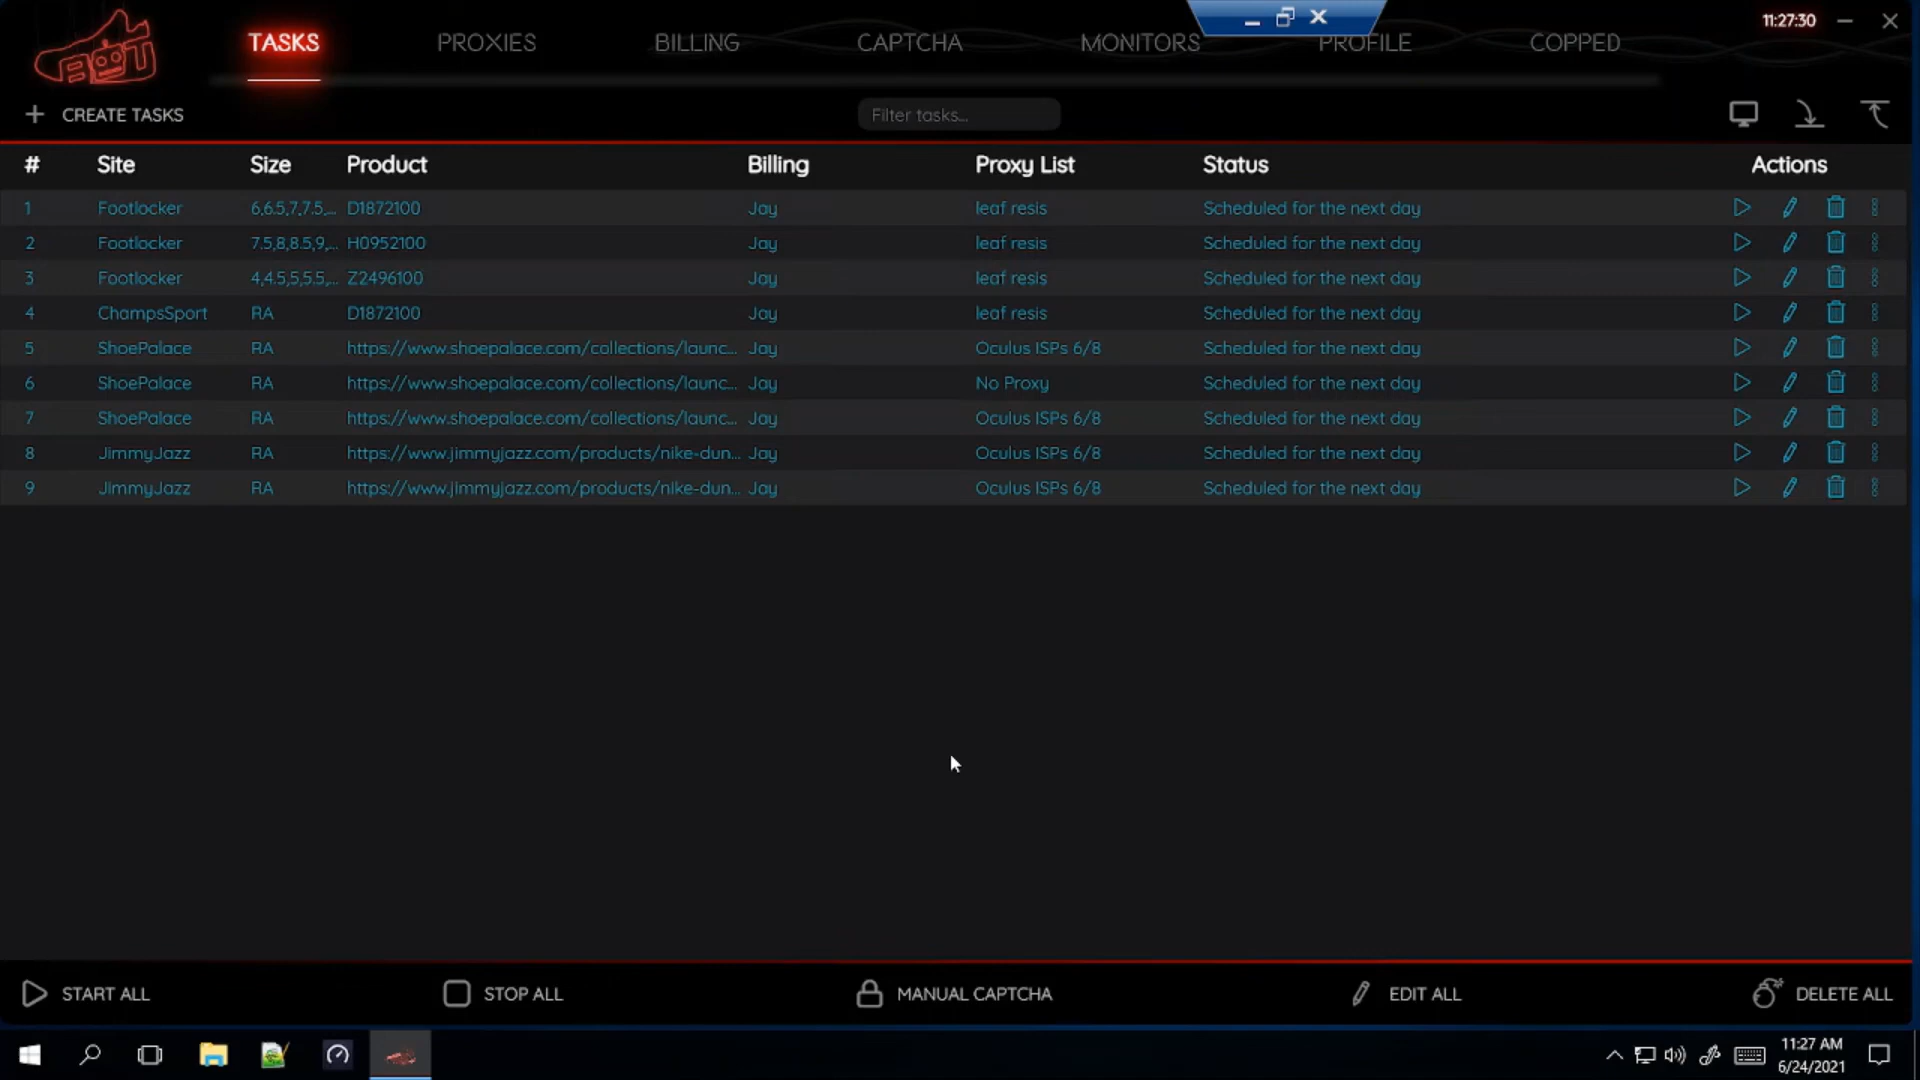 TASKS PROXIES BILLING CAPTCHA MONITORS PROFILE COPPED 11:27:30
CREATE TASKS Filter tasks...
# Site Size Product Billing Proxy List Status Actions
1 Footlocker 6,6.5,7,7.5,... D1872100 Jay leaf resis Scheduled for the next day
2 Footlocker 7.5,8,8.5,9,... H0952100 Jay leaf resis Scheduled for the next day
3 Footlocker 4,4.5,5,5.5,... Z2496100 Jay leaf resis Scheduled for the next day
4 ChampsSport RA D1872100 Jay leaf resis Scheduled for the next day
5 ShoePalace RA https://www.shoepalace.com/collections/launc... Jay Oculus ISPs 6/8 Scheduled for the next day
6 ShoePalace RA https://www.shoepalace.com/collections/launc... Jay No Proxy Scheduled for the next day
7 ShoePalace RA https://www.shoepalace.com/collections/launc... Jay Oculus ISPs 6/8 Scheduled for the next day
8 JimmyJazz RA https://www.jimmyjazz.com/products/nike-dun... Jay Oculus ISPs 6/8 Scheduled for the next day
9 JimmyJazz RA https://www.jimmyjazz.com/products/nike-dun... Jay Oculus ISPs 6/8 Scheduled for the next day
START ALL STOP ALL MANUAL CAPTCHA EDIT ALL DELETE ALL
11:27 AM
6/24/2021